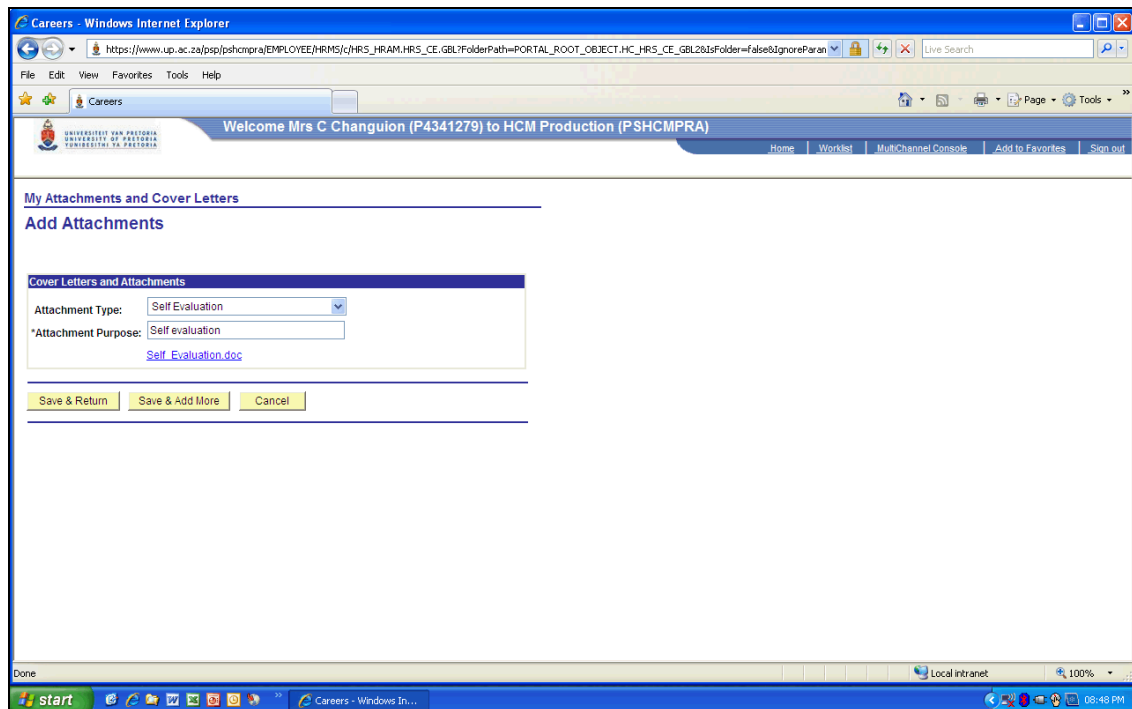 Careers - Windows Internet Explorer
https://www.up.ac.za/psp/pshcmpra/EMPLOYEE/HRMS/c/HRS_HRAM.HRS_CE.GBL?FolderPath=PORTAL_ROOT_OBJECT.HC_HRS_CE_GBL2&IsFolder=false&IgnoreParan
Live Search
File Edit View Favorites Tools Help
Careers
Page Tools
UNIVERSITEIT VAN PRETORIA
UNIVERSITY OF PRETORIA
YUNIBESITHI YA PRETORIA
Welcome Mrs C Changuion (P4341279) to HCM Production (PSHCMPRA)
Home Worklist MultiChannel Console Add to Favorites Sign out
My Attachments and Cover Letters
Add Attachments
Cover Letters and Attachments
Attachment Type: Self Evaluation
*Attachment Purpose: Self evaluation
Self_Evaluation.doc
Save & Return Save & Add More Cancel
Done Local intranet 100%
start Careers - Windows In... 08:48 PM